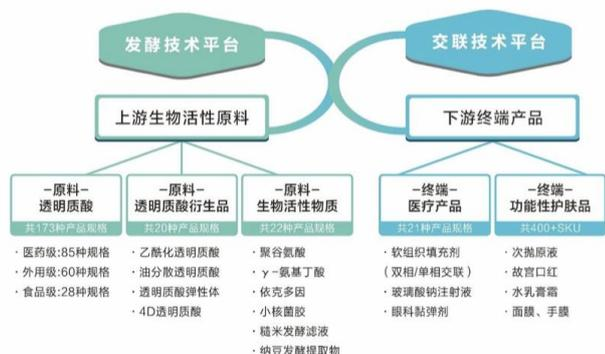 发酵技术平台
交联技术平台
上游生物活性原料
下游终端产品
–原料–
透明质酸
共173种产品规格
· 医药级:85种规格
· 外用级:60种规格
· 食品级:28种规格
–原料–
透明质酸衍生品
共20种产品规格
· 乙酰化透明质酸
· 油分散透明质酸
· 透明质酸弹性体
· 4D透明质酸
–原料–
生物活性物质
共22种产品规格
· 聚谷氨酸
· γ-氨基丁酸
· 依克多因
· 小核菌胶
· 糙米发酵滤液
· 纳豆发酵提取物
–终端–
医疗产品
共21种产品规格
· 软组织填充剂
（双相/单相交联）
· 玻璃酸钠注射液
· 眼科黏弹剂
–终端–
功能性护肤品
共400+SKU
· 次抛原液
· 故宫口红
· 水乳膏霜
· 面膜、手膜